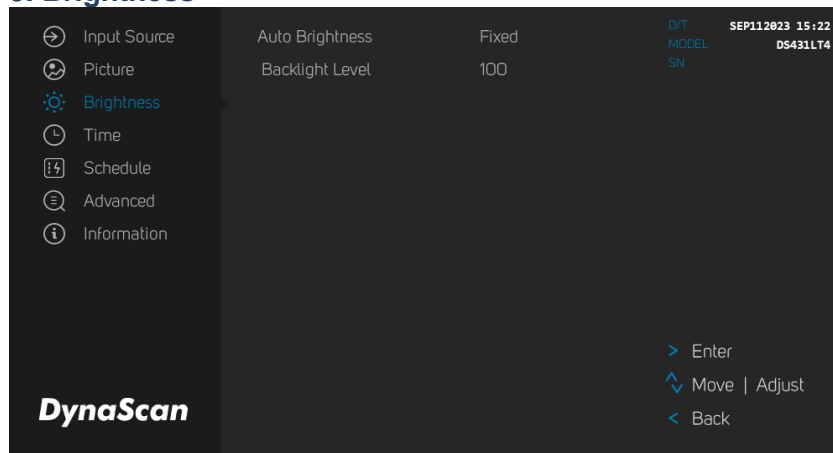 Input Source
Picture
Brightness
Time
Schedule
Advanced
Information
DynaScan
Auto Brightness Fixed
Backlight Level 100
D/T SEP112023 15:22
MODEL DS431LT4
SN
> Enter
Move | Adjust
< Back